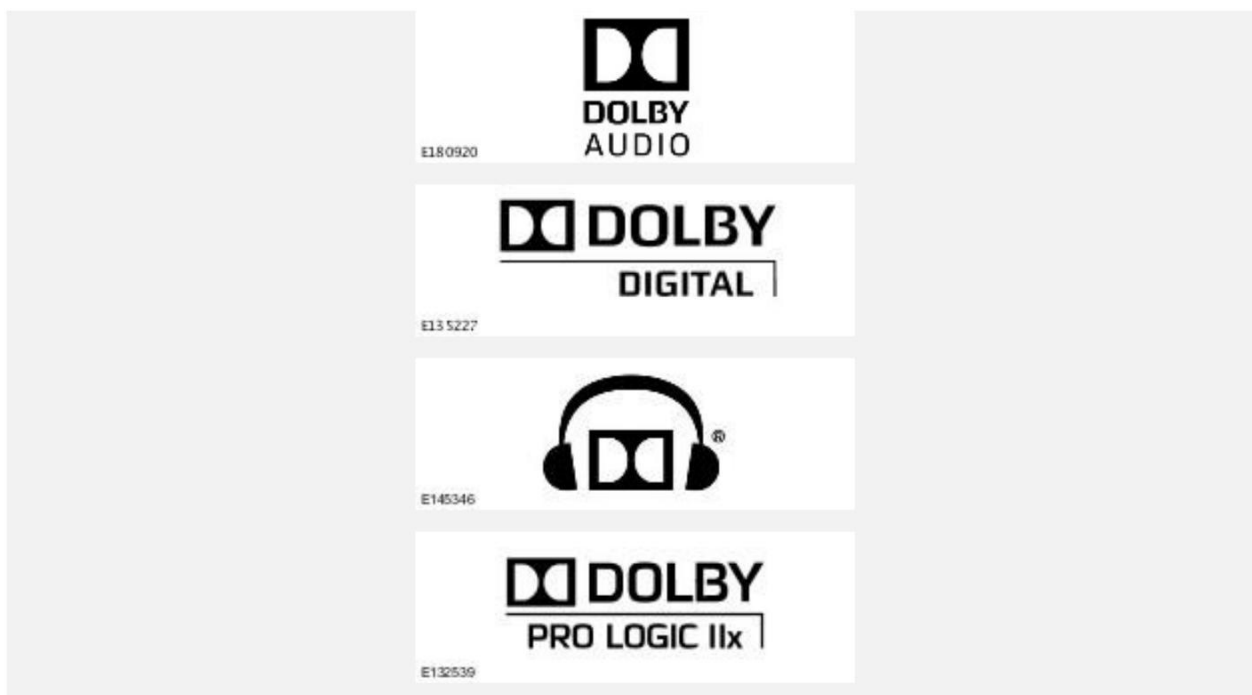 DOLBY
AUDIO
E180920
DOLBY
DIGITAL
E135227
®
E145346
DOLBY
PRO LOGIC IIx
E132539